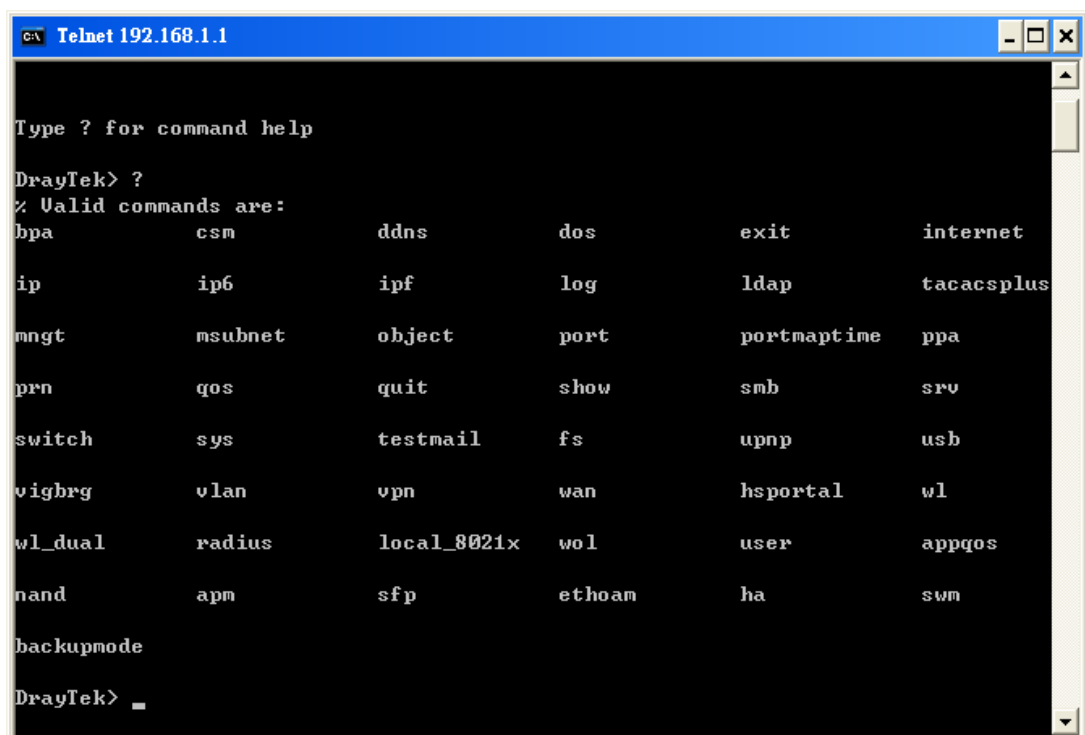 Telnet 192.168.1.1
Type ? for command help
DrayTek> ?
% Valid commands are:
bpa csm ddns dos exit internet
ip ip6 ipf log ldap tacacsplus
mngt msubnet object port portmaptime ppa
prn qos quit show smb srv
switch sys testmail fs upnp usb
vigbrg vlan vpn wan hsportal wl
wl_dual radius local_8021x wol user appqos
nand apm sfp ethoam ha swm
backupmode
DrayTek> _